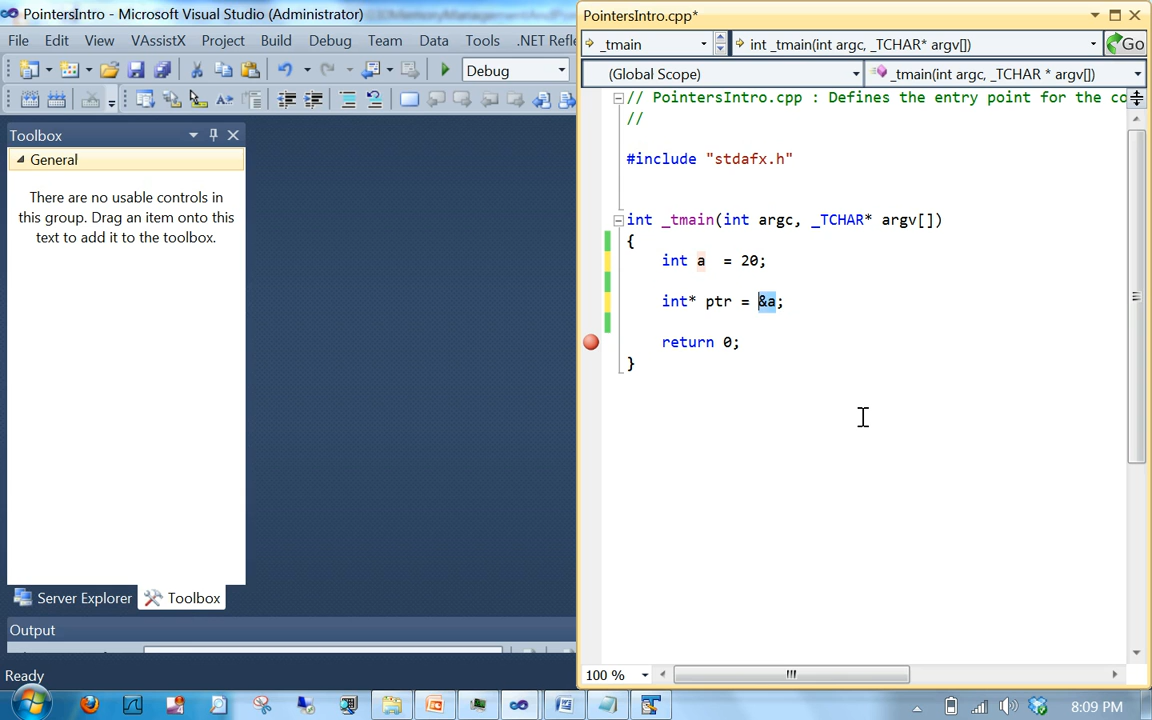 PointersIntro - Microsoft Visual Studio (Administrator)
File Edit View VAssistX Project Build Debug Team Data Tools .NET Refle
Debug
Toolbox
General
There are no usable controls in
this group. Drag an item onto this
text to add it to the toolbox.
Server Explorer Toolbox
Output
Ready
PointersIntro.cpp*
_tmain int _tmain(int argc, _TCHAR* argv[]) Go
(Global Scope) _tmain(int argc, _TCHAR * argv[])
// PointersIntro.cpp : Defines the entry point for the co
//
#include "stdafx.h"
int _tmain(int argc, _TCHAR* argv[])
{
int a  = 20;
int* ptr = &a;
return 0;
}
100 %
8:09 PM